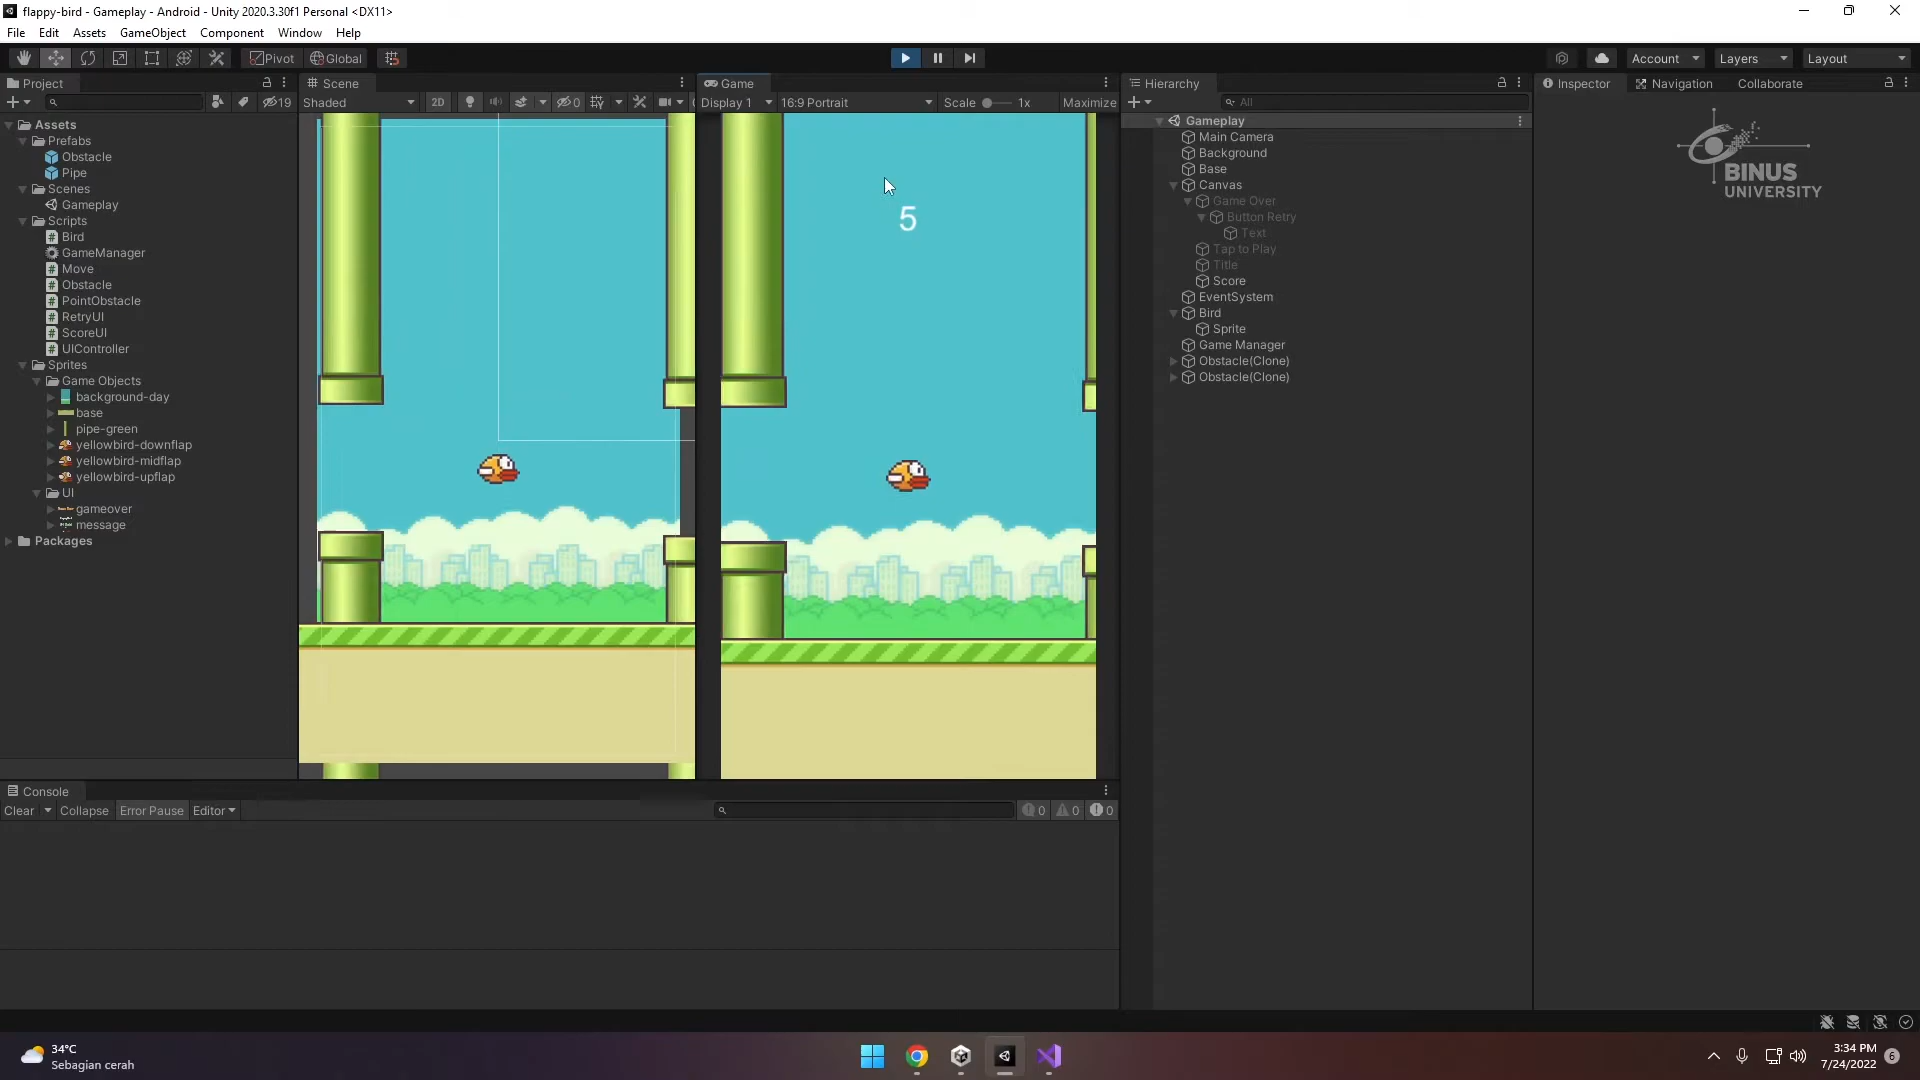 flappy-bird - Gameplay - Android - Unity 2020.3.30f1 Personal <DX11>
File Edit Assets GameObject Component Window Help
Pivot Global Account Layers Layout
Project
19
Assets
Prefabs
Obstacle
Pipe
Scenes
Gameplay
Scripts
Bird
GameManager
Move
Obstacle
PointObstacle
RetryUI
ScoreUI
UIController
Sprites
Game Objects
background-day
base
pipe-green
yellowbird-downflap
yellowbird-midflap
yellowbird-upflap
UI
gameover
message
Packages
Scene
Shaded 2D 0
Game
Display 1 16:9 Portrait Scale 1x Maximize
5
Hierarchy
All
Gameplay
Main Camera
Background
Base
Canvas
Game Over
Button Retry
Text
Tap to Play
Title
Score
EventSystem
Bird
Sprite
Game Manager
Obstacle(Clone)
Obstacle(Clone)
Inspector Navigation Collaborate
BINUS
UNIVERSITY
Console
Clear Collapse Error Pause Editor 0 0 0
34°C
Sebagian cerah
3:34 PM
7/24/2022
6